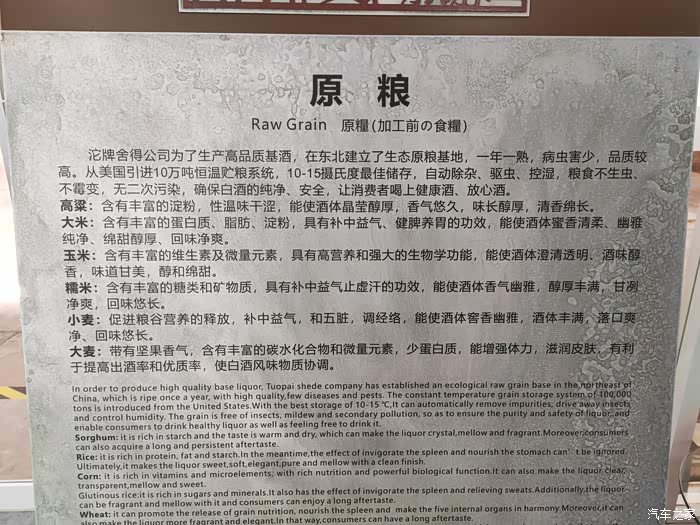 原 粮
Raw Grain 原糧(加工前の食糧)
沱牌舍得公司为了生产高品质基酒，在东北建立了生态原粮基地，一年一熟，病虫害少，品质较
高。从美国引进10万吨恒温贮粮系统，10-15摄氏度最佳储存，自动除杂、驱虫、控湿，粮食不生虫、
不霉变，无二次污染，确保白酒的纯净、安全，让消费者喝上健康酒、放心酒。
高粱：含有丰富的淀粉，性温味干涩，能使酒体晶莹醇厚，香气悠久，味长醇厚，清香绵长。
大米：含有丰富的蛋白质、脂肪、淀粉，具有补中益气、健脾养胃的功效，能使酒体蜜香清柔、幽雅
纯净、绵甜醇厚、回味净爽。
玉米：含有丰富的维生素及微量元素，具有高营养和强大的生物学功能，能使酒体澄清透明、酒味醇
香，味道甘美，醇和绵甜。
糯米：含有丰富的糖类和矿物质，具有补中益气止虚汗的功效，能使酒体香气幽雅，醇厚丰满，甘冽
净爽，回味悠长。
小麦：促进粮谷营养的释放，补中益气，和五脏，调经络，能使酒体窖香幽雅，酒体丰满，落口爽
净、回味悠长。
大麦：带有坚果香气，含有丰富的碳水化合物和微量元素，少蛋白质，能增强体力，滋润皮肤，有利
于提高出酒率和优质率，使白酒风味物质协调。
In order to produce high quality base liquor, Tuopai shede company has established an ecological raw grain base in the northeast of
China, which is ripe once a year, with high quality,few diseases and pests. The constant temperature grain storage system of 100,000
tons is introduced from the United States.With the best storage of 10-15 ℃,It can automatically remove impurities, drive away insects
and control humidity. The grain is free of insects, mildew and secondary pollution, so as to ensure the purity and safety of liquor, and
enable consumers to drink healthy liquor as well as feeling free to drink it.
Sorghum: it is rich in starch and the taste is warm and dry, which can make the liquor crystal,mellow and fragrant.Moreover,consumers
can also acquire a long and persistent aftertaste.
Rice: it is rich in protein, fat and starch.In the meantime,the effect of invigorate the spleen and nourish the stomach can't be ignored.
Ultimately,it makes the liquor sweet,soft,elegant,pure and mellow with a clean finish.
Corn: it is rich in vitamins and microelements, with rich nutrition and powerful biological function.It can also make the liquor clear,
transparent,mellow and sweet.
Glutinous rice:it is rich in sugars and minerals.It also has the effect of invigorate the spleen and relieving sweats.Additionally,the liquor
can be fragrant and mellow with it and consumers can enjoy a long aftertaste.
Wheat: it can promote the release of grain nutrition, nourish the spleen and make the five internal organs in harmony.Moreover,it can
also make the liquor more fragrant and elegant.In that way,consumers can have a long aftertaste.
汽车之家